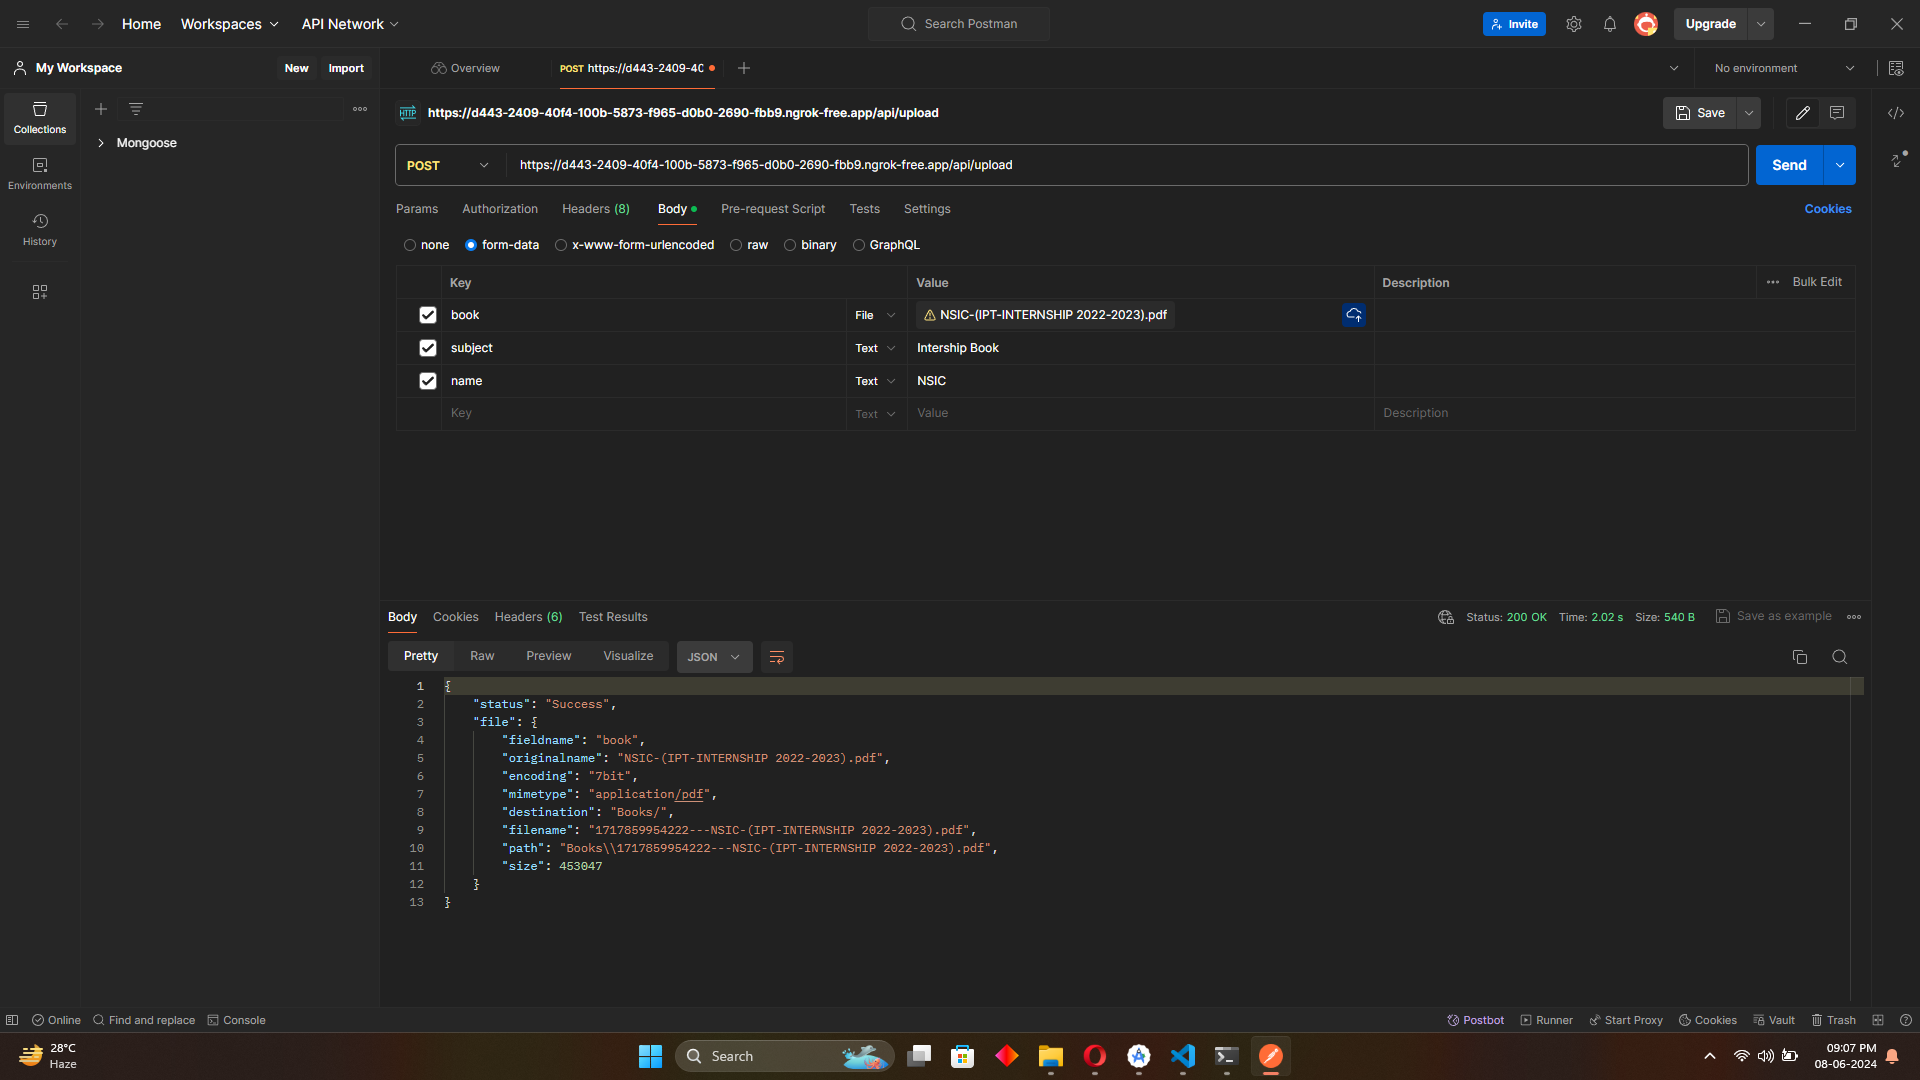 Home Workspaces API Network Search Postman Invite Upgrade
My Workspace New Import Overview POST https://d443-2409-40 No environment
Collections
Environments
History
Mongoose
HTTP https://d443-2409-40f4-100b-5873-f965-d0b0-2690-fbb9.ngrok-free.app/api/upload Save
POST https://d443-2409-40f4-100b-5873-f965-d0b0-2690-fbb9.ngrok-free.app/api/upload Send
Params Authorization Headers (8) Body Pre-request Script Tests Settings Cookies
none form-data x-www-form-urlencoded raw binary GraphQL
Key Value Description Bulk Edit
book File NSIC-(IPT-INTERNSHIP 2022-2023).pdf
subject Text Intership Book
name Text NSIC
Key Text Value Description
Body Cookies Headers (6) Test Results Status: 200 OK Time: 2.02 s Size: 540 B Save as example
Pretty Raw Preview Visualize JSON
1 {
2 "status": "Success",
3 "file": {
4 "fieldname": "book",
5 "originalname": "NSIC-(IPT-INTERNSHIP 2022-2023).pdf",
6 "encoding": "7bit",
7 "mimetype": "application/pdf",
8 "destination": "Books/",
9 "filename": "1717859954222---NSIC-(IPT-INTERNSHIP 2022-2023).pdf",
10 "path": "Books\\1717859954222---NSIC-(IPT-INTERNSHIP 2022-2023).pdf",
11 "size": 453047
12 }
13 }
Online Find and replace Console Postbot Runner Start Proxy Cookies Vault Trash
28°C
Haze
Search
09:07 PM
08-06-2024